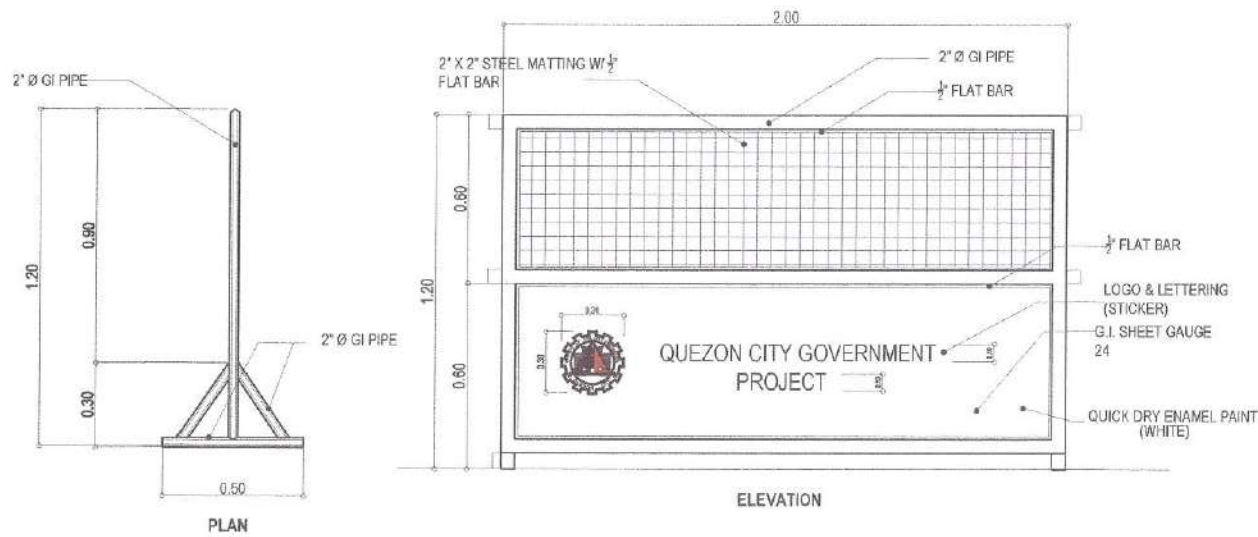 2.00
2" Ø GI PIPE
2" X 2" STEEL MATTING W/ ½"
FLAT BAR
2" Ø GI PIPE
½" FLAT BAR
1.20
0.90
0.30
2" Ø GI PIPE
0.50
PLAN
1.20
0.60
0.60
½" FLAT BAR
LOGO & LETTERING
(STICKER)
G.I. SHEET GAUGE
24
QUICK DRY ENAMEL PAINT
(WHITE)
0.30
QUEZON CITY GOVERNMENT
PROJECT
ELEVATION